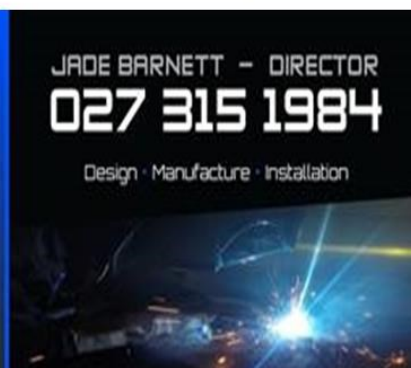 JADE BARNETT – DIRECTOR
027 315 1984
Design · Manufacture · Installation